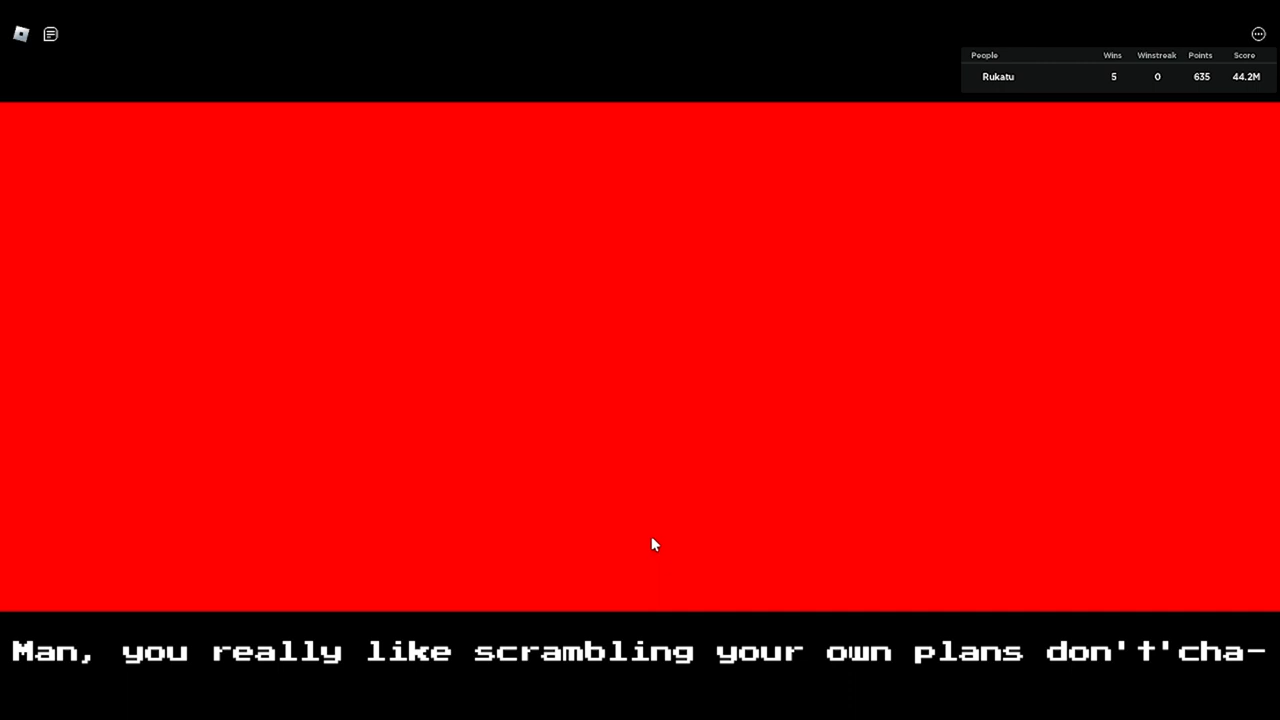 People Wins Winstreak Points Score
Rukatu 5 0 635 44.2M
Man, you really like scrambling your own plans don't'cha-